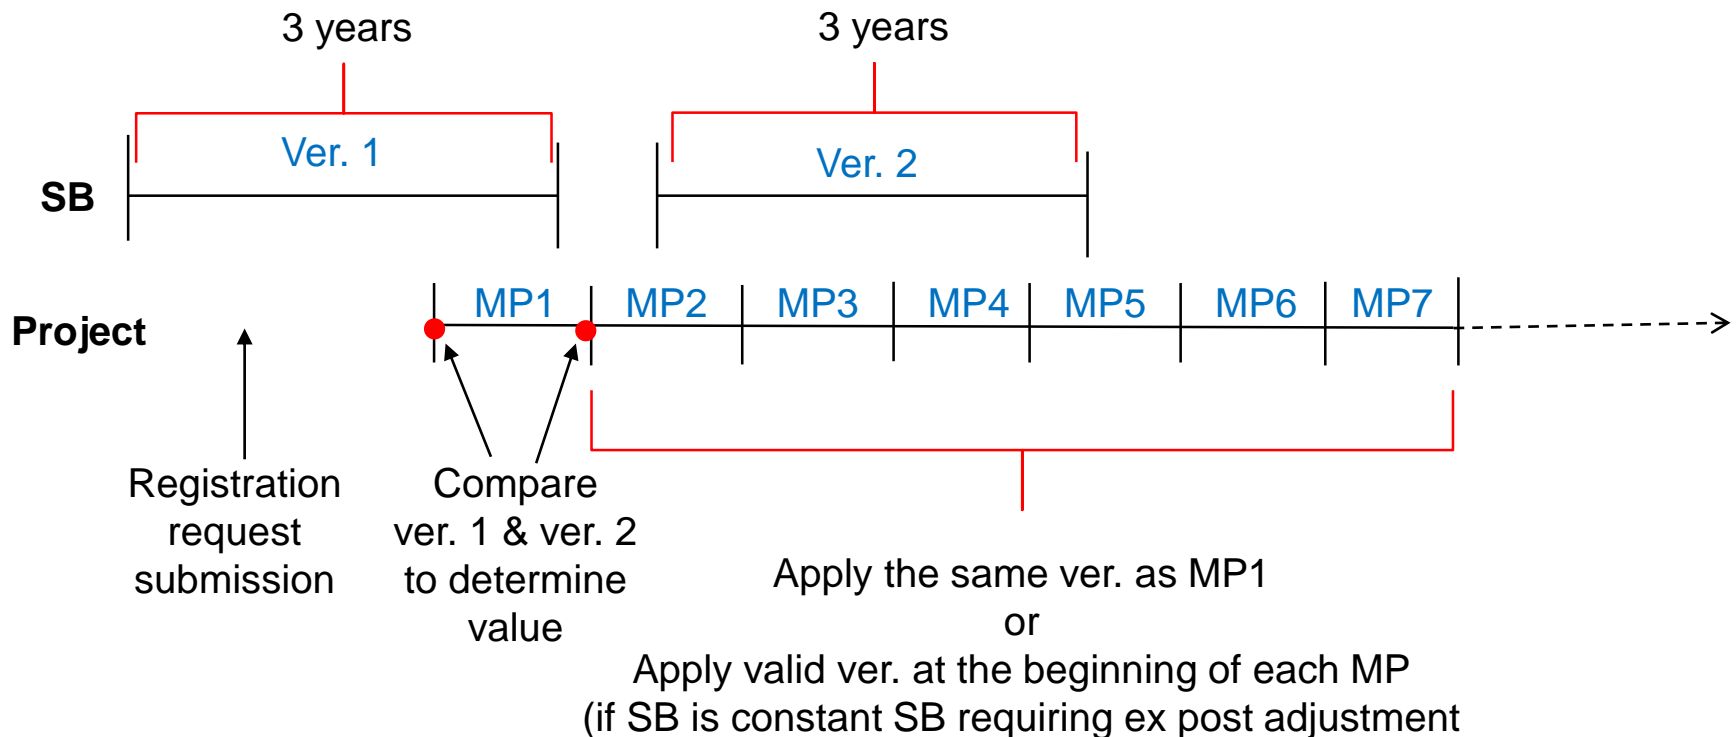 3 years
3 years
Ver. 1
Ver. 2
SB
MP1
MP2
MP3
MP4
MP5
MP6
MP7
Project
Registration
request
submission
Compare
ver. 1 & ver. 2
to determine
value
Apply the same ver. as MP1
or
Apply valid ver. at the beginning of each MP
(if SB is constant SB requiring ex post adjustment